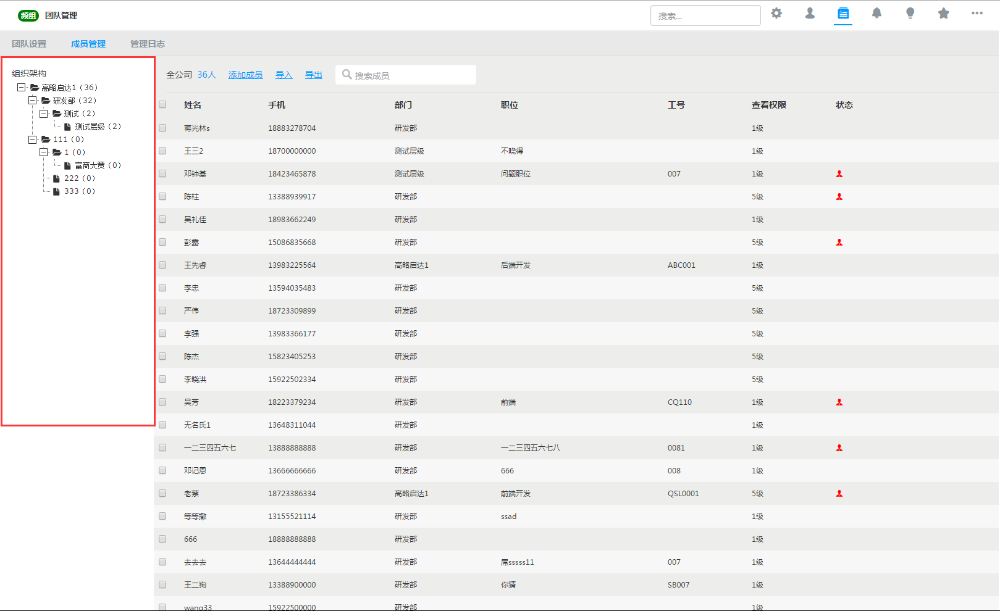 频组 团队管理 搜索...
团队设置 成员管理 管理日志
组织架构
高略启达1（36）
研发部（32）
测试（2）
测试层级（2）
111（0）
1（0）
富商大贾（0）
222（0）
333（0）
全公司 36人 添加成员 导入 导出 搜索成员
姓名 手机 部门 职位 工号 查看权限 状态
蒋光林s 18883278704 研发部 1级
王三2 18700000000 测试层级 不晓得 1级
邓钟基 18423465878 测试层级 问题职位 007 1级
陈柱 13388939917 研发部 5级
吴礼佳 18983662249 研发部 1级
彭露 15086835668 研发部 5级
王先睿 13983225564 高略启达1 后端开发 ABC001 1级
李忠 13594035483 研发部 5级
严伟 18723309899 研发部 5级
李强 13983366177 研发部 5级
陈杰 15823405253 研发部 5级
李晓洪 15922502334 研发部 5级
吴芳 18223379234 研发部 前端 CQ110 1级
无名氏1 13648311044 研发部 1级
一二三四五六七 13888888888 研发部 一二三四五六七八 0081 1级
邓记恩 13666666666 研发部 666 008 1级
老蔡 18723386334 高略启达1 前端开发 QSL0001 5级
等等撒 13155521114 研发部 ssad 1级
666 18888888888 研发部 1级
去去去 13644444444 研发部 屌sssss11 007 1级
王二狗 13388900000 研发部 你猜 SB007 1级
wang33 15922500000 研发部 1级